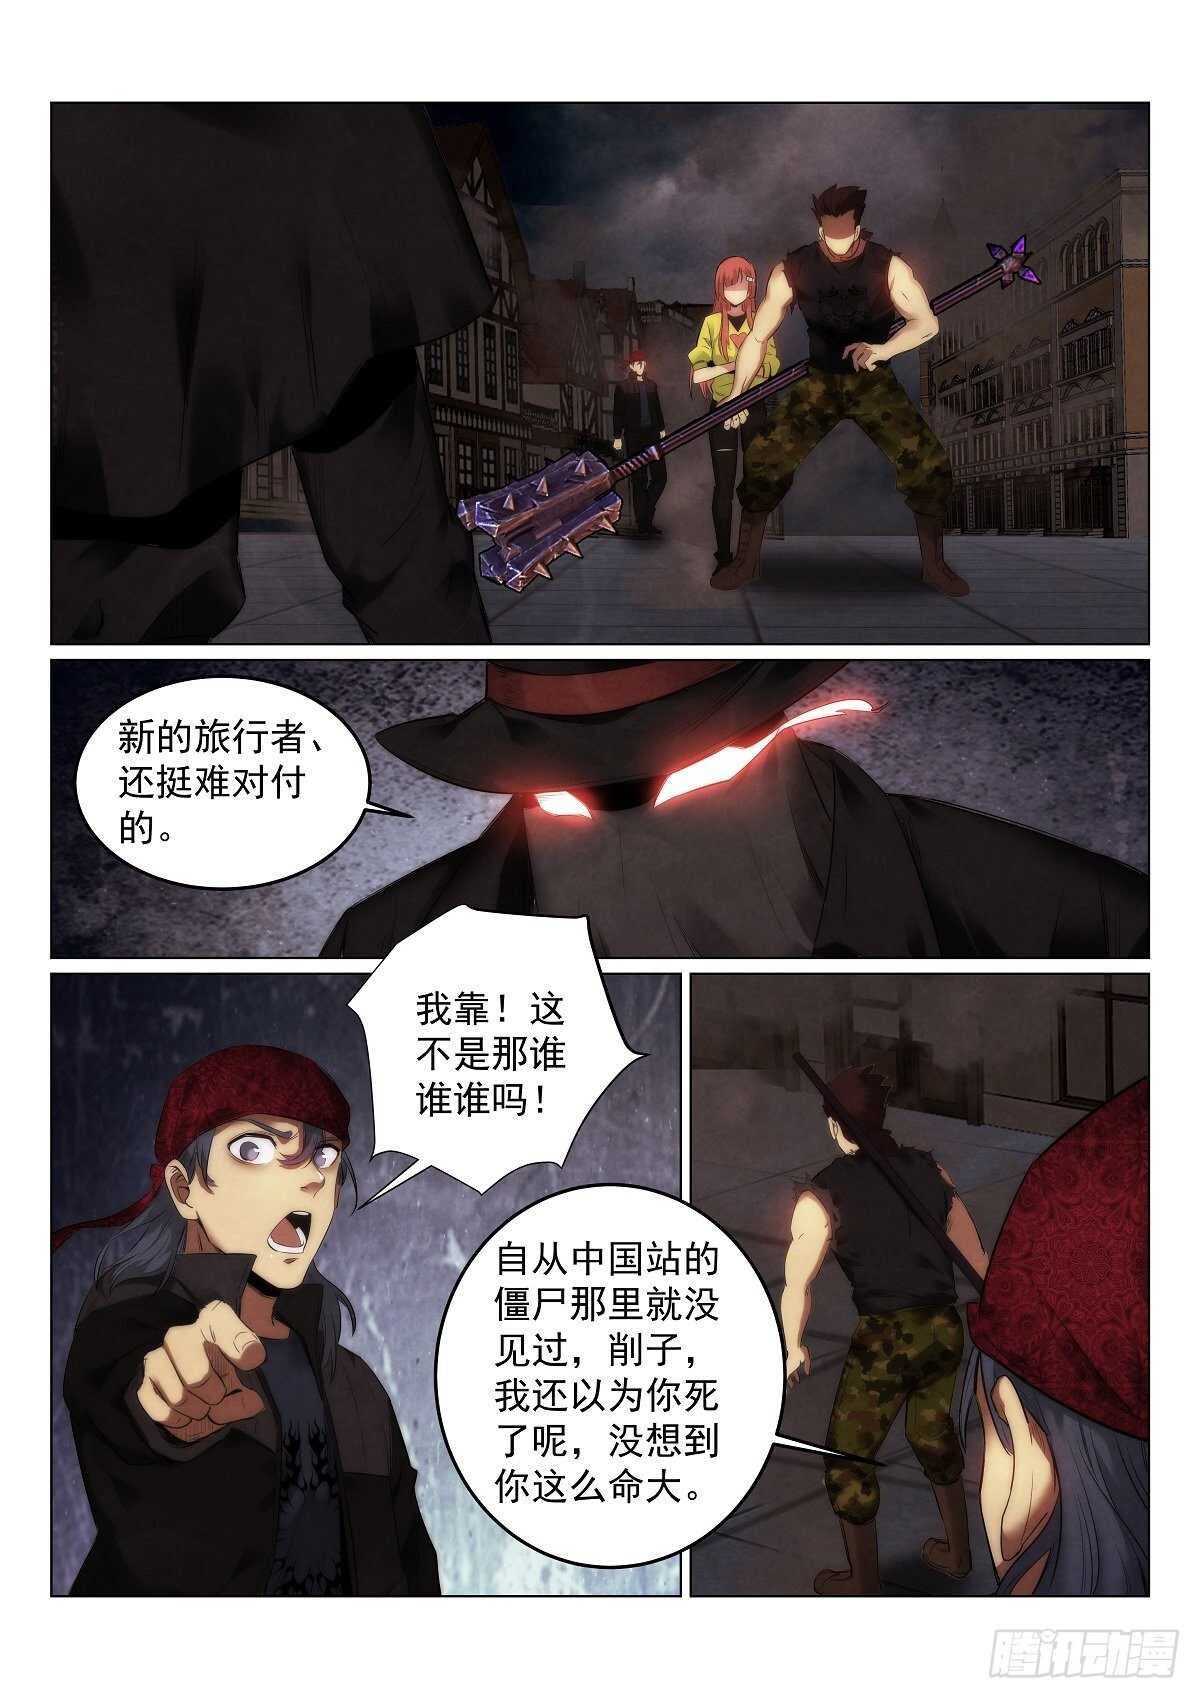 新的旅行者、
还挺难对付
的。
我靠！这
不是那谁
谁谁吗！
自从中国站的
僵尸那里就没
见过，削子，
我还以为你死
了呢，没想到
你这么命大。
腾讯动漫